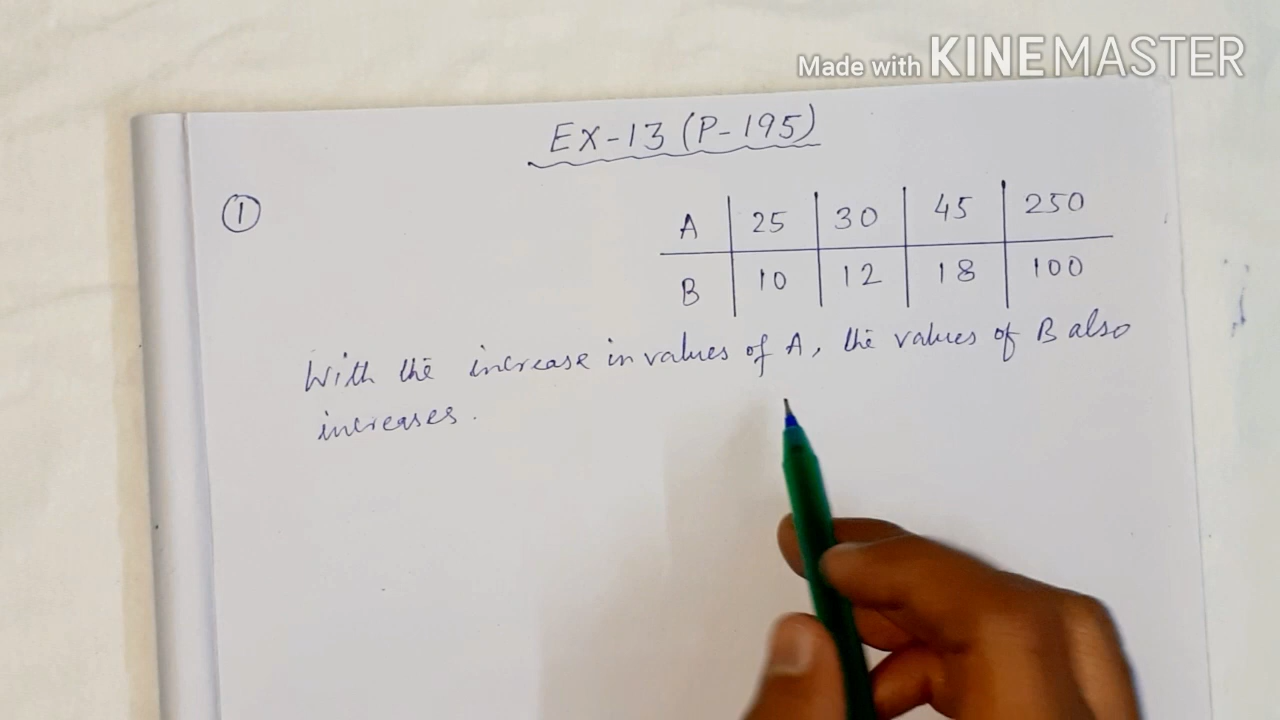 Made with KINEMASTER
EX-13 (P-195)
①
A | 25 | 30 | 45 | 250
B | 10 | 12 | 18 | 100
With the increase in values of A, the values of B also
increases.